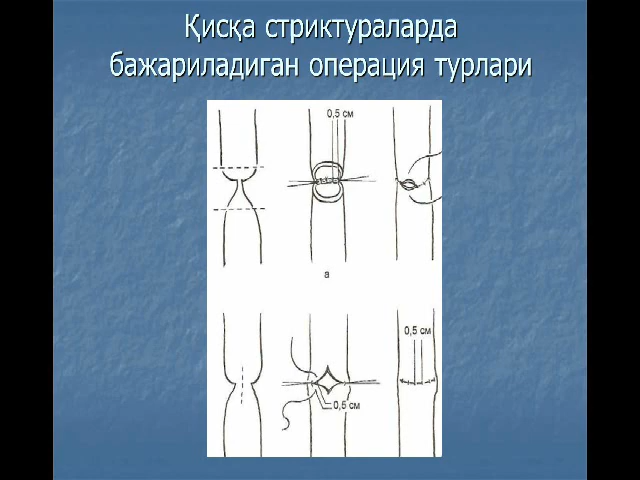 Қисқа стриктураларда
бажариладиган операция турлари
0,5 см
а
0,5 см
0,5 см